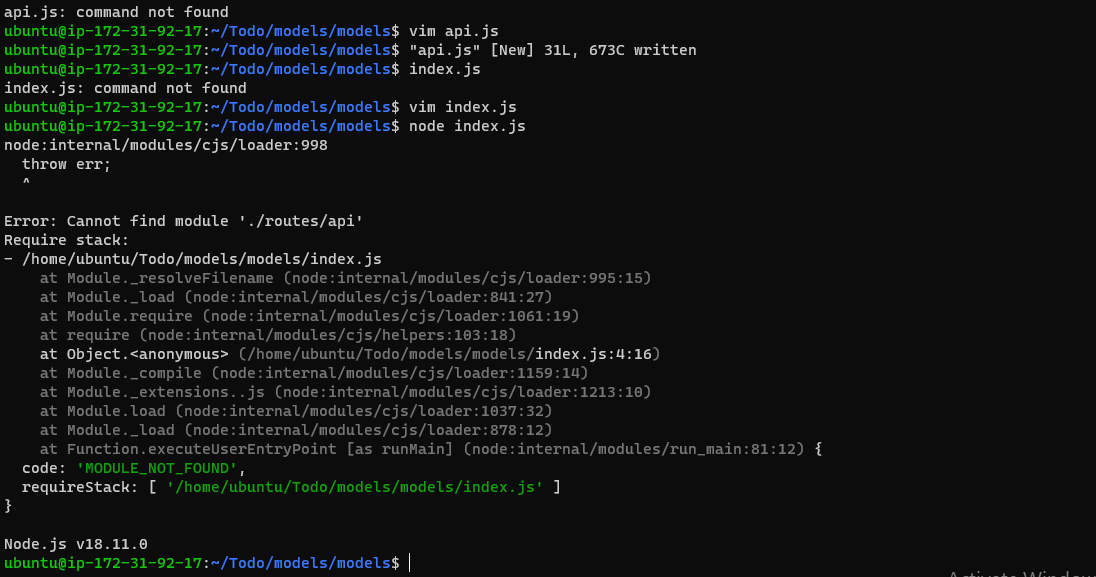 api.js: command not found
ubuntu@ip-172-31-92-17:~/Todo/models/models$ vim api.js
ubuntu@ip-172-31-92-17:~/Todo/models/models$ "api.js" [New] 31L, 673C written
ubuntu@ip-172-31-92-17:~/Todo/models/models$ index.js
index.js: command not found
ubuntu@ip-172-31-92-17:~/Todo/models/models$ vim index.js
ubuntu@ip-172-31-92-17:~/Todo/models/models$ node index.js
node:internal/modules/cjs/loader:998
  throw err;
  ^

Error: Cannot find module './routes/api'
Require stack:
- /home/ubuntu/Todo/models/models/index.js
    at Module._resolveFilename (node:internal/modules/cjs/loader:995:15)
    at Module._load (node:internal/modules/cjs/loader:841:27)
    at Module.require (node:internal/modules/cjs/loader:1061:19)
    at require (node:internal/modules/cjs/helpers:103:18)
    at Object.<anonymous> (/home/ubuntu/Todo/models/models/index.js:4:16)
    at Module._compile (node:internal/modules/cjs/loader:1159:14)
    at Module._extensions..js (node:internal/modules/cjs/loader:1213:10)
    at Module.load (node:internal/modules/cjs/loader:1037:32)
    at Module._load (node:internal/modules/cjs/loader:878:12)
    at Function.executeUserEntryPoint [as runMain] (node:internal/modules/run_main:81:12) {
  code: 'MODULE_NOT_FOUND',
  requireStack: [ '/home/ubuntu/Todo/models/models/index.js' ]
}

Node.js v18.11.0
ubuntu@ip-172-31-92-17:~/Todo/models/models$